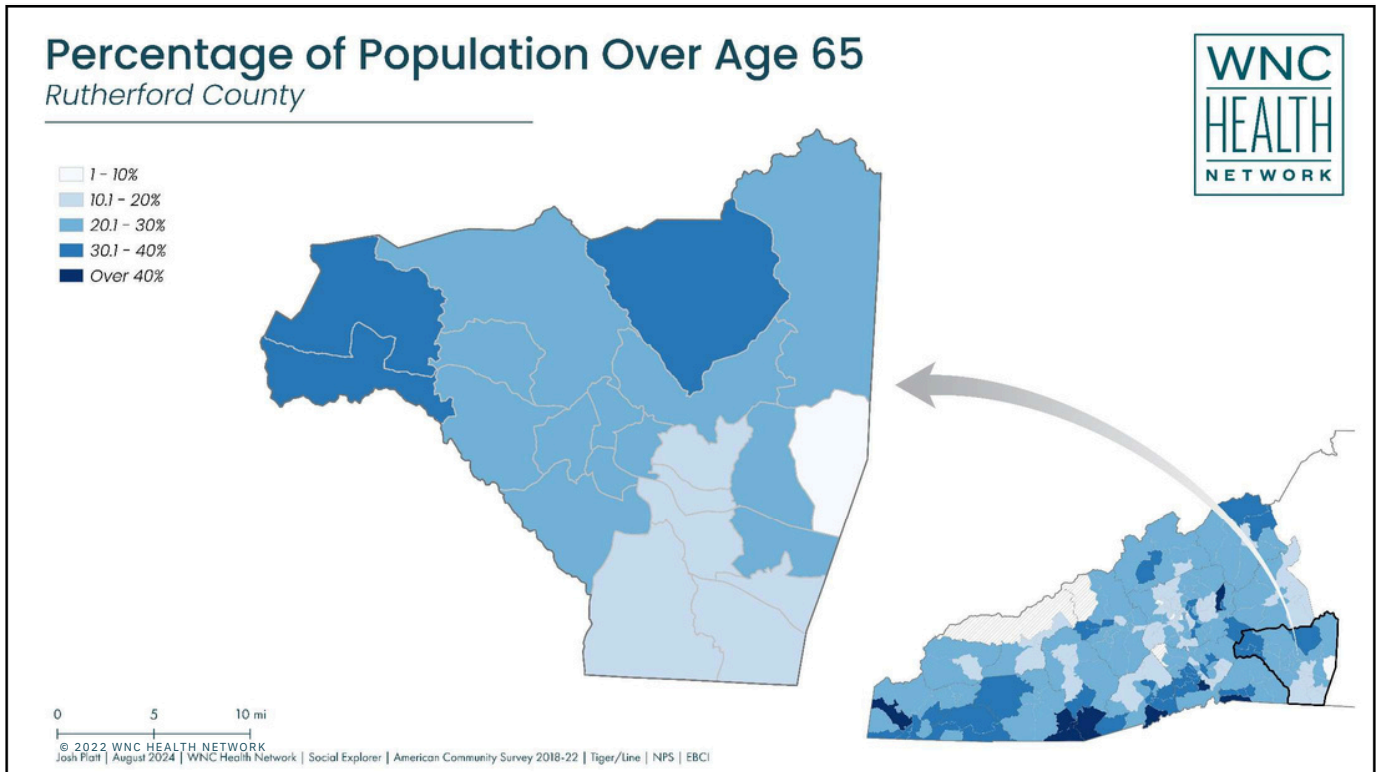 Percentage of Population Over Age 65
Rutherford County
WNC
HEALTH
NETWORK
1 - 10%
10.1 - 20%
20.1 - 30%
30.1 - 40%
Over 40%
0 5 10 mi
© 2022 WNC HEALTH NETWORK
Josh Platt | August 2024 | WNC Health Network | Social Explorer | American Community Survey 2018-22 | Tiger/Line | NPS | EBCI